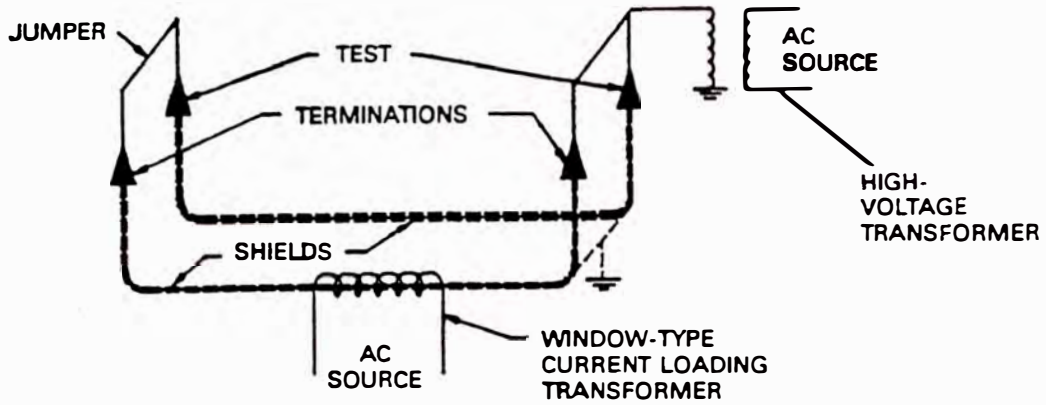 JUMPER
TEST
TERMINATIONS
AC
SOURCE
HIGH-
VOLTAGE
TRANSFORMER
SHIELDS
AC
SOURCE
WINDOW-TYPE
CURRENT LOADING
TRANSFORMER